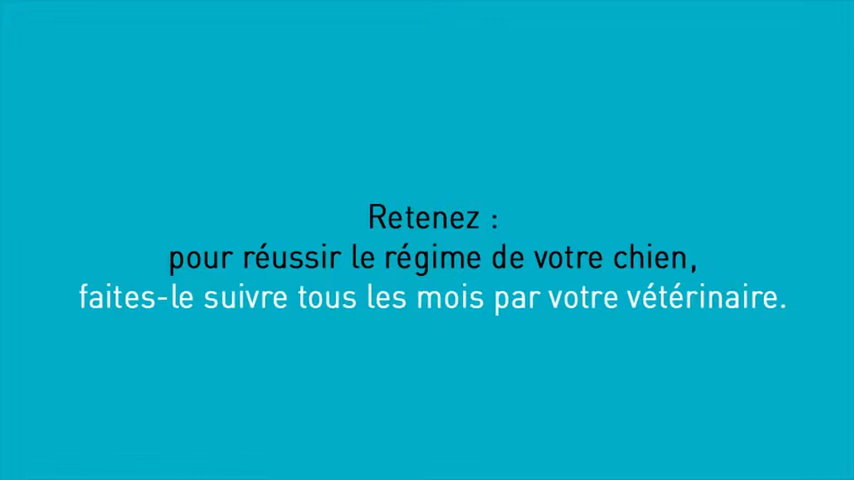 Retenez :
pour réussir le régime de votre chien,
faites-le suivre tous les mois par votre vétérinaire.